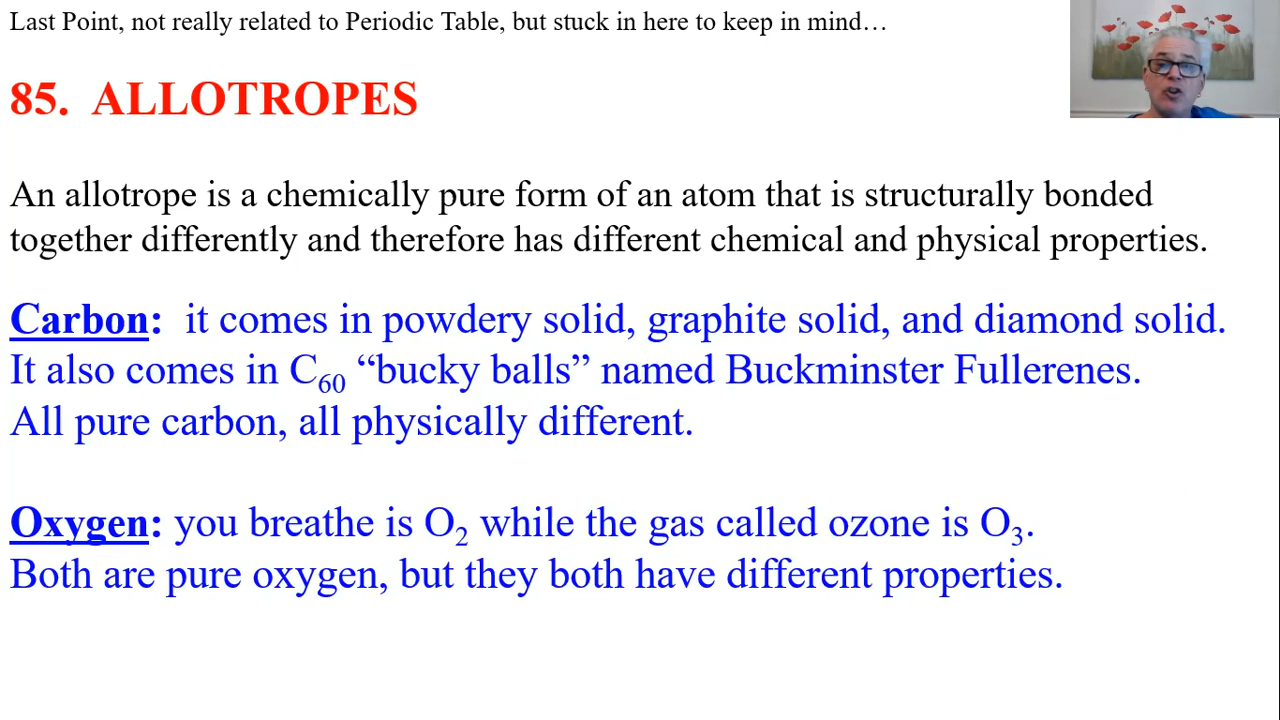 Last Point, not really related to Periodic Table, but stuck in here to keep in mind…
85. ALLOTROPES
An allotrope is a chemically pure form of an atom that is structurally bonded
together differently and therefore has different chemical and physical properties.
Carbon: it comes in powdery solid, graphite solid, and diamond solid.
It also comes in C₆₀ “bucky balls” named Buckminster Fullerenes.
All pure carbon, all physically different.
Oxygen: you breathe is O₂ while the gas called ozone is O₃.
Both are pure oxygen, but they both have different properties.